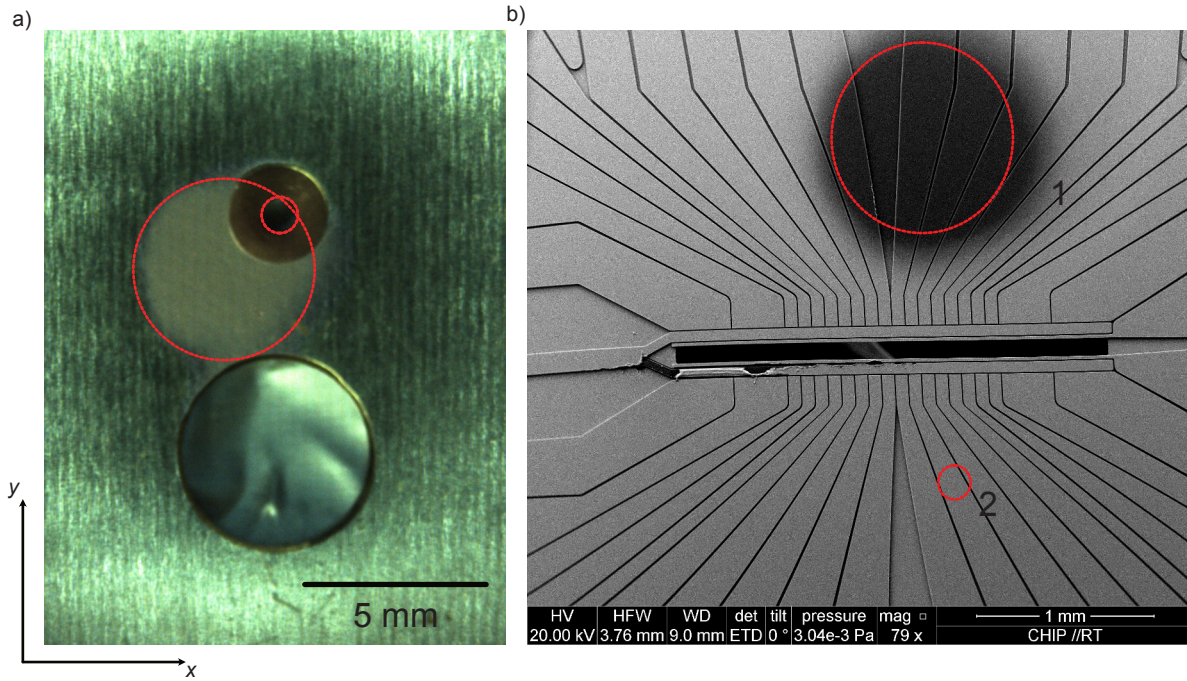 a)
b)
1
2
5 mm
y
x
HV HFW WD det tilt pressure mag □ 1 mm
20.00 kV 3.76 mm 9.0 mm ETD 0 ° 3.04e-3 Pa 79 x CHIP //RT